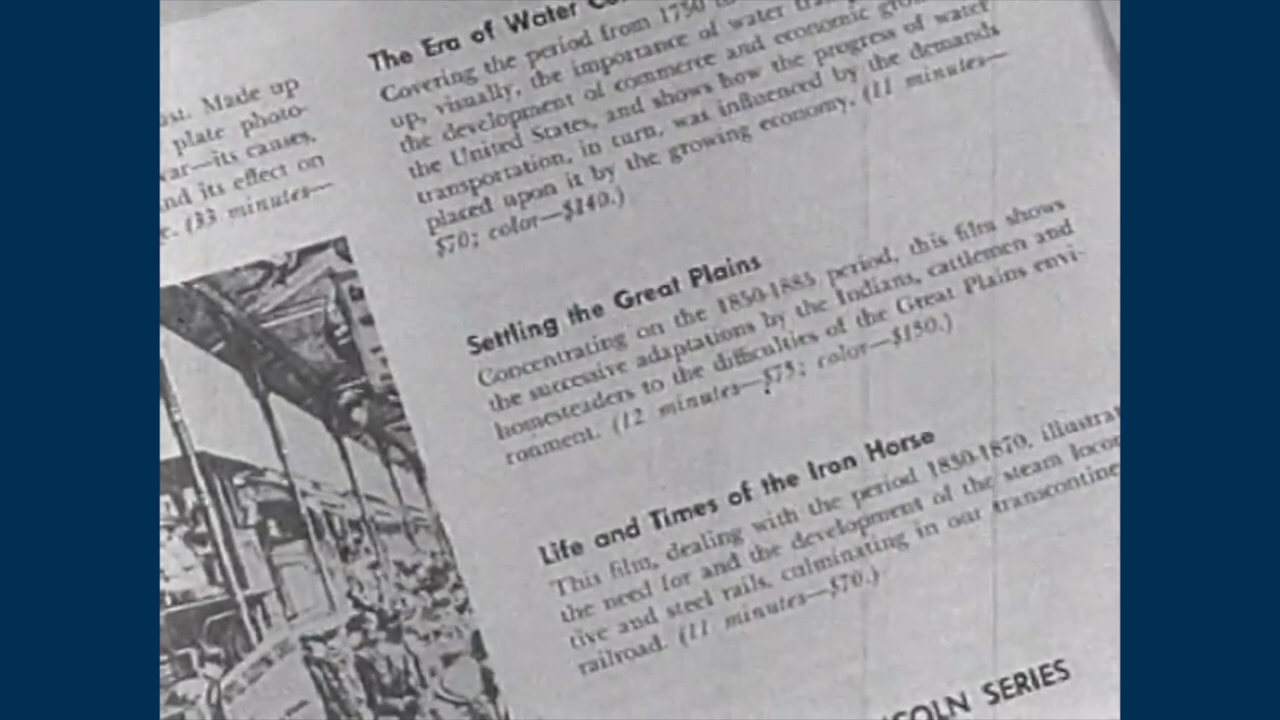 ost. Made up
plate photo-
war—its causes,
nd its effect on
(33 minutes—
The Era of Water
Covering the period from 1750
up, visually, the importance of water
the development of commerce and economic
the United States, and shows how the progress of water
transportation, in turn, was influenced by the demands
placed upon it by the growing economy. (11 minutes—
$70; color—$140.)
Settling the Great Plains
Concentrating on the 1850-1885 period, this film shows
the successive adaptations by the Indians, cattlemen and
homesteaders to the difficulties of the Great Plains envi-
ronment. (12 minutes—$75; color—$150.)
Life and Times of the Iron Horse
This film, dealing with the period 1830-1870, illustrat
the need for and the development of the steam locom
tive and steel rails, culminating in our transcontine
railroad. (11 minutes—$70.)
COLN SERIES